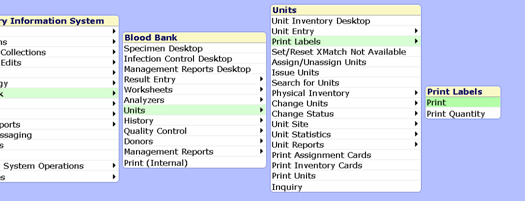 ry Information System
ns
Collections
Edits
gy
k
ports
essaging
s
System Operations
es
Blood Bank
Specimen Desktop
Infection Control Desktop
Management Reports Desktop
Result Entry
Worksheets
Analyzers
Units
History
Quality Control
Donors
Management Reports
Print (Internal)
Units
Unit Inventory Desktop
Unit Entry
Print Labels
Set/Reset XMatch Not Available
Assign/Unassign Units
Issue Units
Search for Units
Physical Inventory
Change Units
Change Status
Unit Site
Unit Statistics
Unit Reports
Print Assignment Cards
Print Inventory Cards
Print Units
Inquiry
Print Labels
Print
Print Quantity